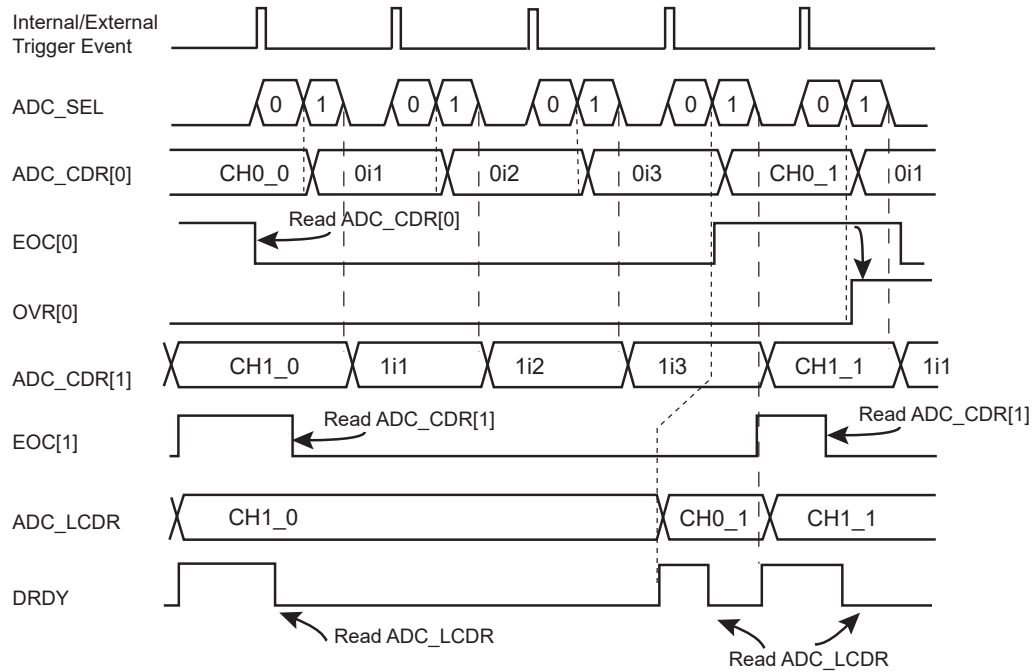 Internal/External
Trigger Event
ADC_SEL
0 1 0 1 0 1 0 1 0 1
ADC_CDR[0]
CH0_0 0i1 0i2 0i3 CH0_1 0i1
EOC[0]
Read ADC_CDR[0]
OVR[0]
ADC_CDR[1]
CH1_0 1i1 1i2 1i3 CH1_1 1i1
EOC[1]
Read ADC_CDR[1]
Read ADC_CDR[1]
ADC_LCDR
CH1_0 CH0_1 CH1_1
DRDY
Read ADC_LCDR
Read ADC_LCDR